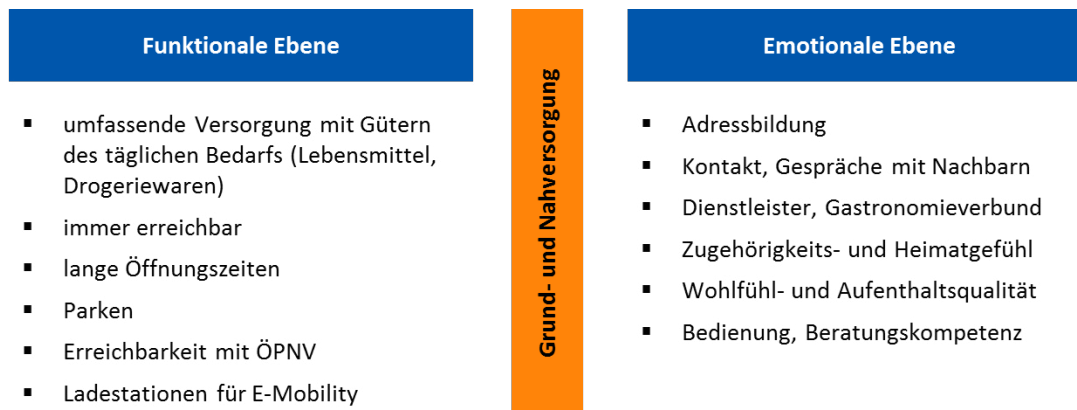 Funktionale Ebene
▪ umfassende Versorgung mit Gütern
des täglichen Bedarfs (Lebensmittel,
Drogeriewaren)
▪ immer erreichbar
▪ lange Öffnungszeiten
▪ Parken
▪ Erreichbarkeit mit ÖPNV
▪ Ladestationen für E-Mobility
Grund- und Nahversorgung
Emotionale Ebene
▪ Adressbildung
▪ Kontakt, Gespräche mit Nachbarn
▪ Dienstleister, Gastronomieverbund
▪ Zugehörigkeits- und Heimatgefühl
▪ Wohlfühl- und Aufenthaltsqualität
▪ Bedienung, Beratungskompetenz